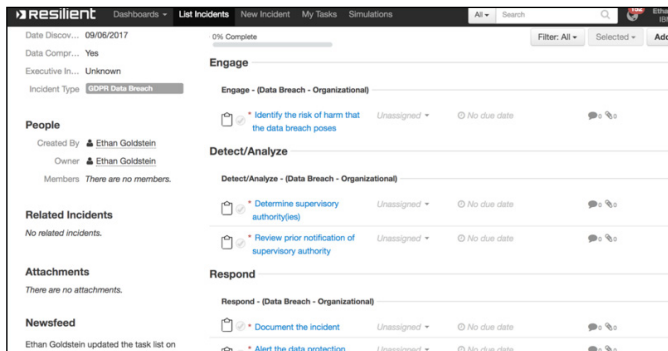 Resilient Dashboards List Incidents New Incident My Tasks Simulations All Search
Date Discov... 09/06/2017
Data Compr... Yes
Executive In... Unknown
Incident Type GDPR Data Breach
People
Created By Ethan Goldstein
Owner Ethan Goldstein
Members There are no members.
Related Incidents
No related incidents.
Attachments
There are no attachments.
Newsfeed
Ethan Goldstein updated the task list on
0% Complete Filter: All Selected
Engage
Engage - (Data Breach - Organizational)
* Identify the risk of harm that Unassigned No due date 0 0
the data breach poses
Detect/Analyze
Detect/Analyze - (Data Breach - Organizational)
* Determine supervisory Unassigned No due date 0 0
authority(ies)
* Review prior notification of Unassigned No due date 0 0
supervisory authority
Respond
Respond - (Data Breach - Organizational)
* Document the incident Unassigned No due date 0 0
* Alert the data protection Unassigned No due date 0 0